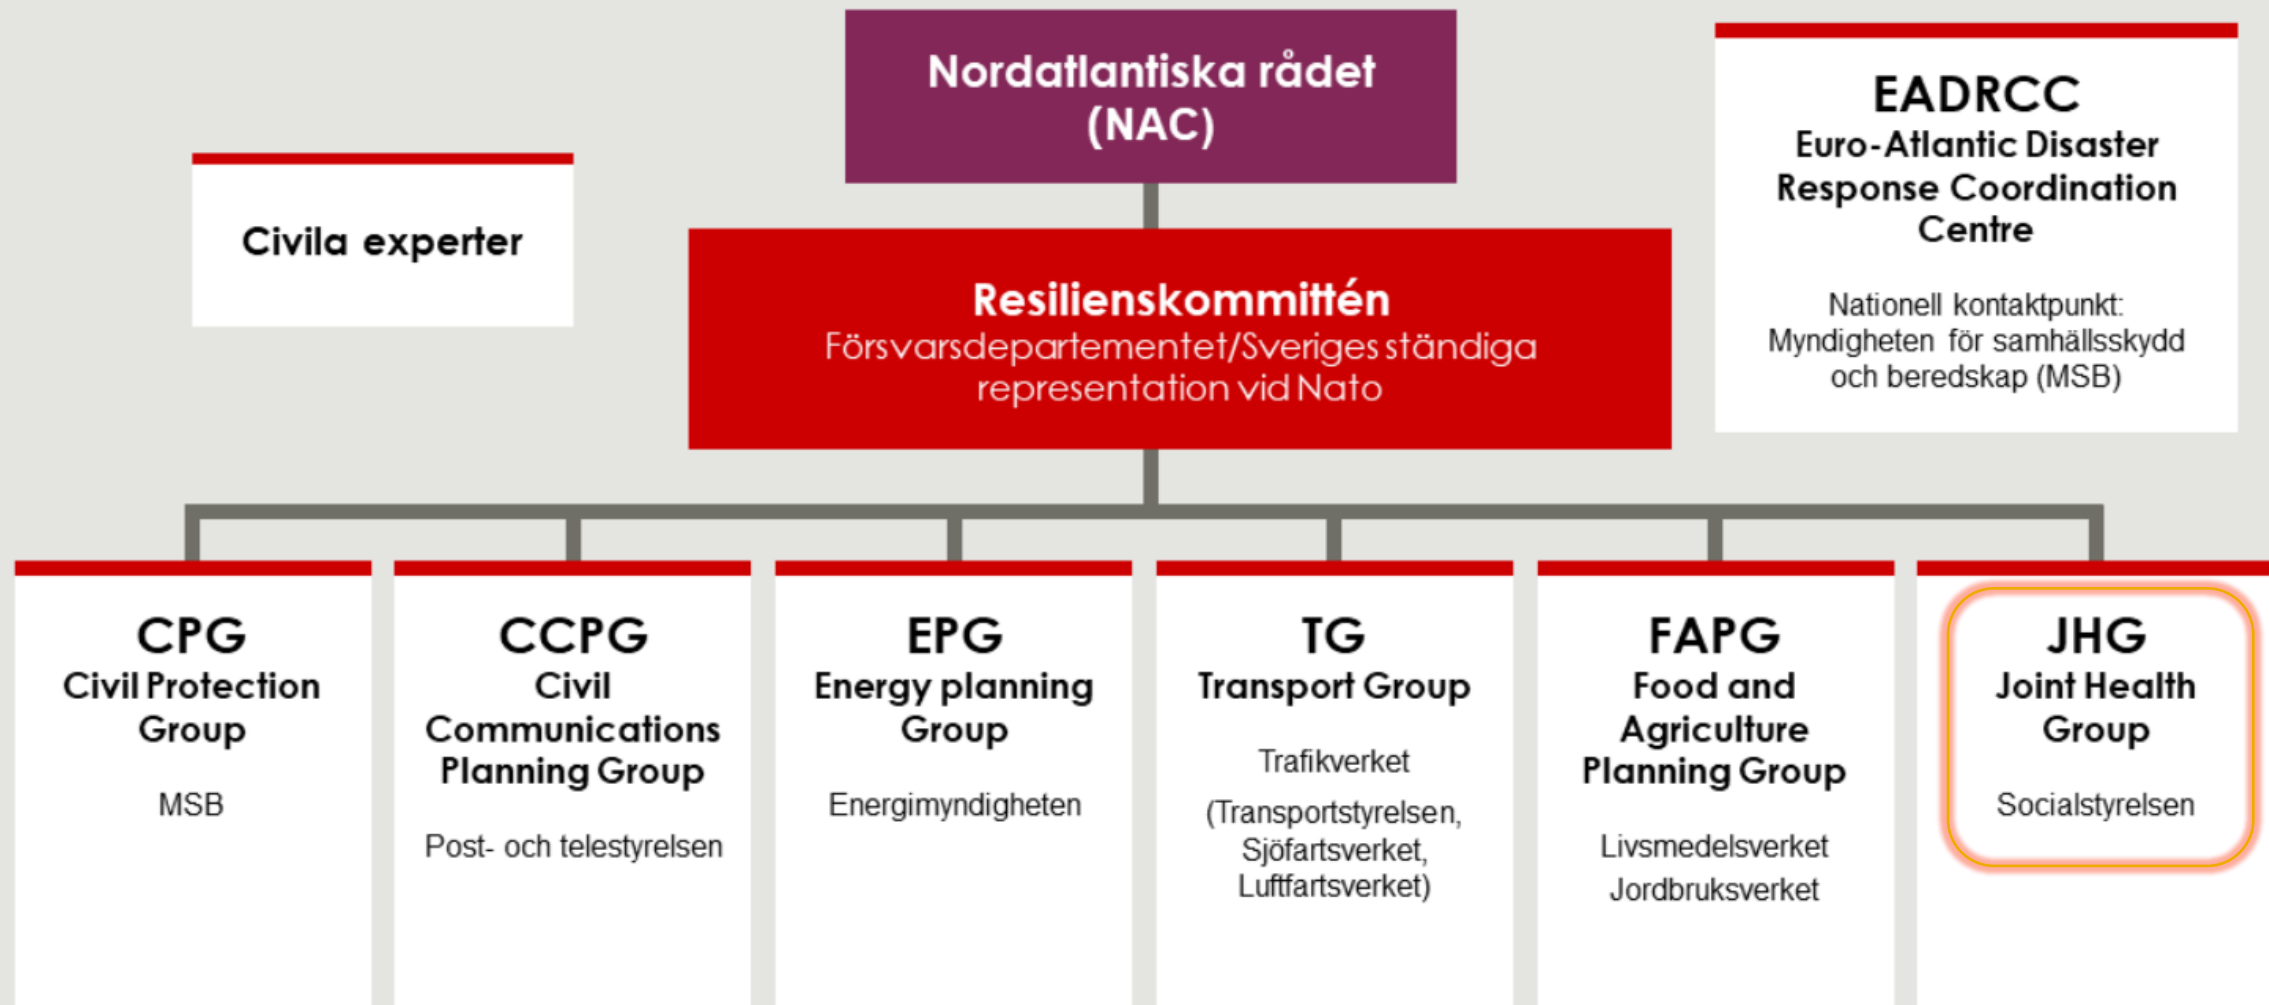 Nordatlantiska rådet
(NAC)
EADRCC
Euro-Atlantic Disaster
Response Coordination
Centre
Nationell kontaktpunkt:
Myndigheten för samhällsskydd
och beredskap (MSB)
Civila experter
Resilienskommittén
Försvarsdepartementet/Sveriges ständiga
representation vid Nato
CPG
Civil Protection
Group
MSB
CCPG
Civil
Communications
Planning Group
Post- och telestyrelsen
EPG
Energy planning
Group
Energimyndigheten
TG
Transport Group
Trafikverket
(Transportstyrelsen,
Sjöfartsverket,
Luftfartsverket)
FAPG
Food and
Agriculture
Planning Group
Livsmedelsverket
Jordbruksverket
JHG
Joint Health
Group
Socialstyrelsen